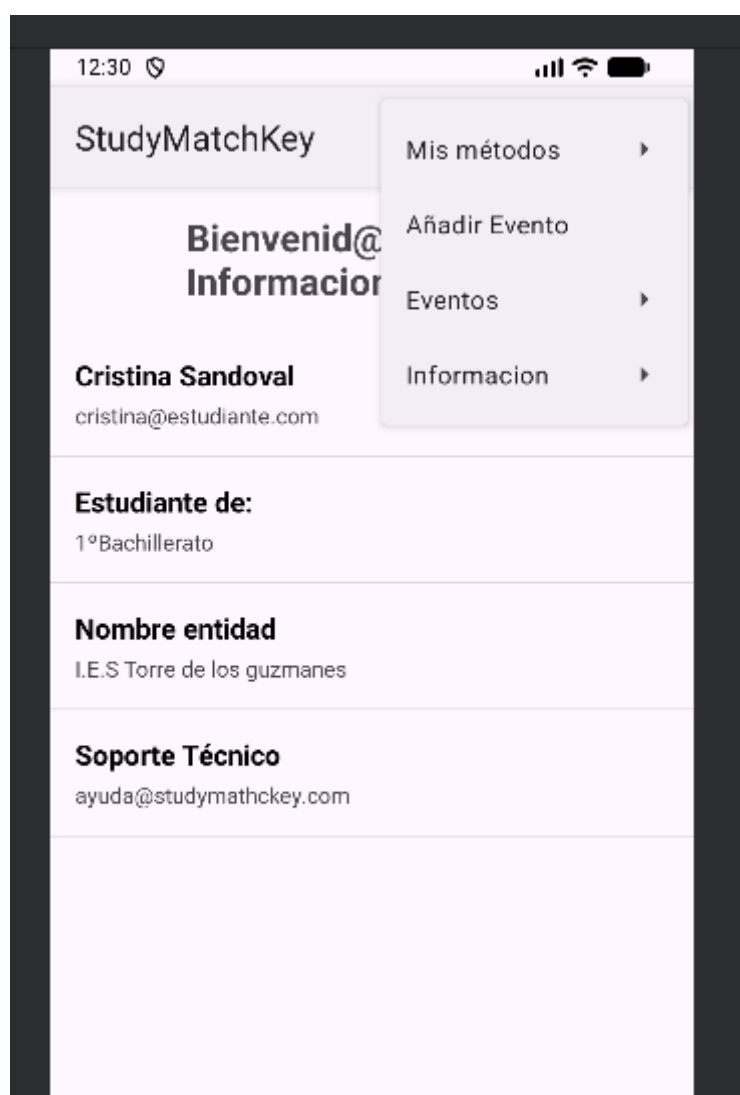 12:30
StudyMatchKey
Mis métodos
Añadir Evento
Eventos
Informacion
Bienvenid@
Informacion
Cristina Sandoval
cristina@estudiante.com
Estudiante de:
1ºBachillerato
Nombre entidad
I.E.S Torre de los guzmanes
Soporte Técnico
ayuda@studymathckey.com